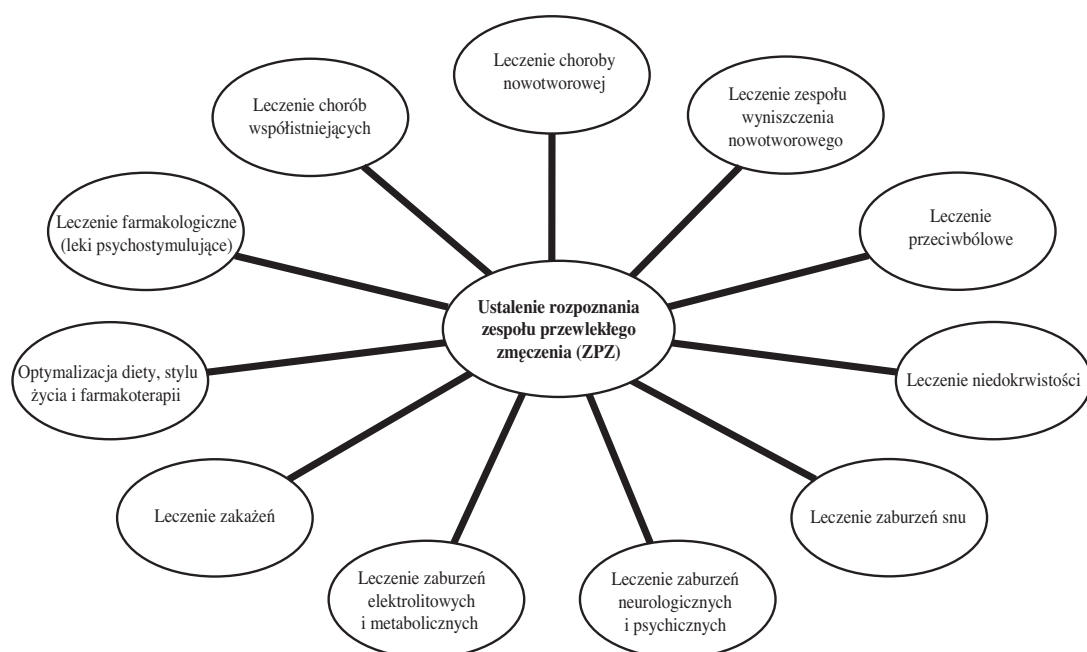 Leczenie choroby
nowotworowej
Leczenie zespołu
wyniszczenia
nowotworowego
Leczenie
przeciwbólowe
Leczenie niedokrwistości
Leczenie zaburzeń snu
Leczenie zaburzeń
neurologicznych
i psychicznych
Leczenie zaburzeń
elektrolitowych
i metabolicznych
Leczenie zakażeń
Optymalizacja diety, stylu
życia i farmakoterapii
Leczenie farmakologiczne
(leki psychostymulujące)
Leczenie chorób
współistniejących
Ustalenie rozpoznania
zespołu przewlekłego
zmęczenia (ZPZ)